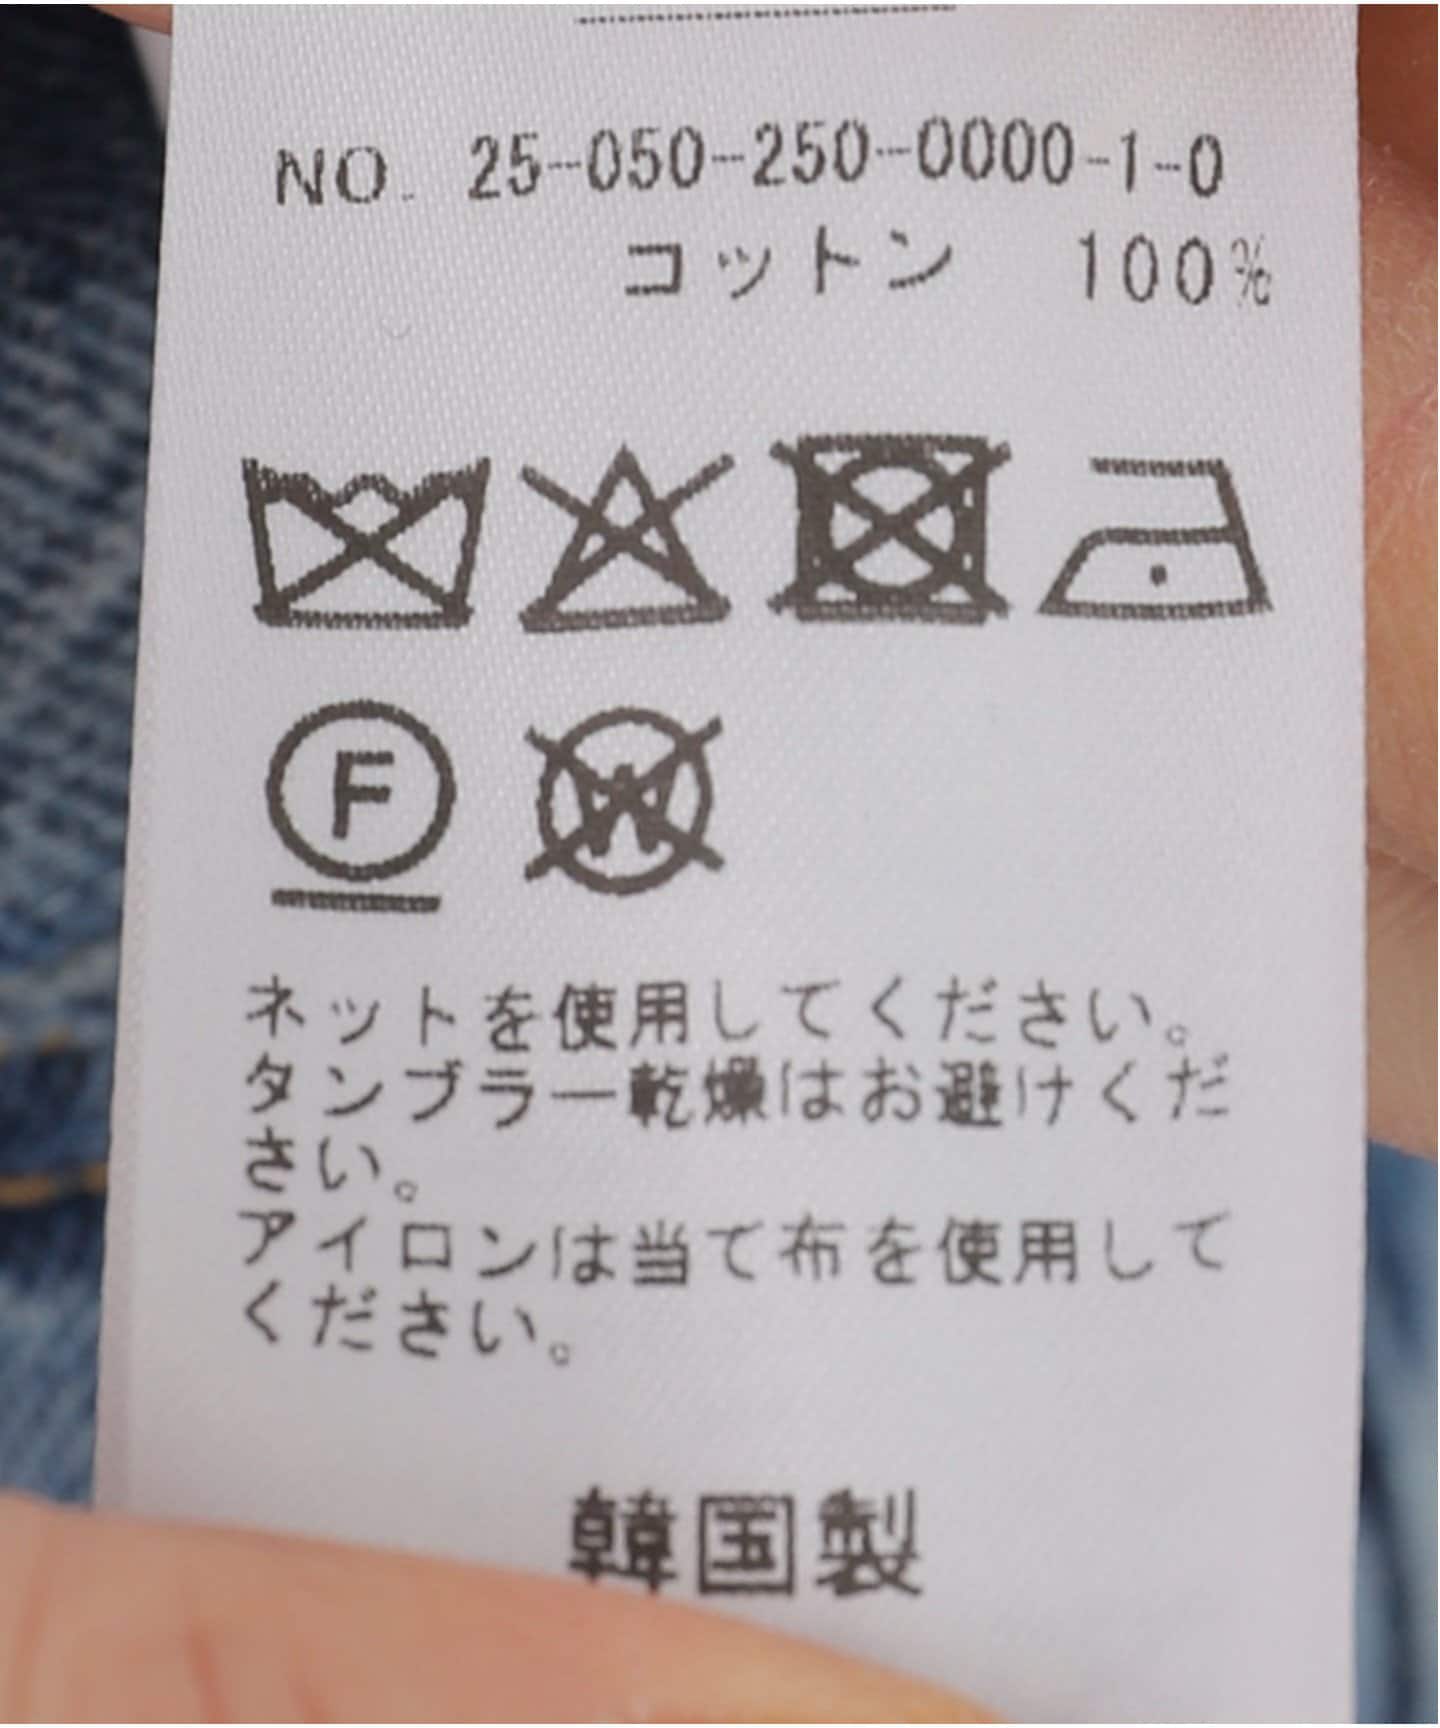 NO. 25-050-250-0000-1-0
コットン 100%
F
W
ネットを使用してください。
タンブラー乾燥はお避けくだ
さい。
アイロンは当て布を使用して
ください。
韓国製